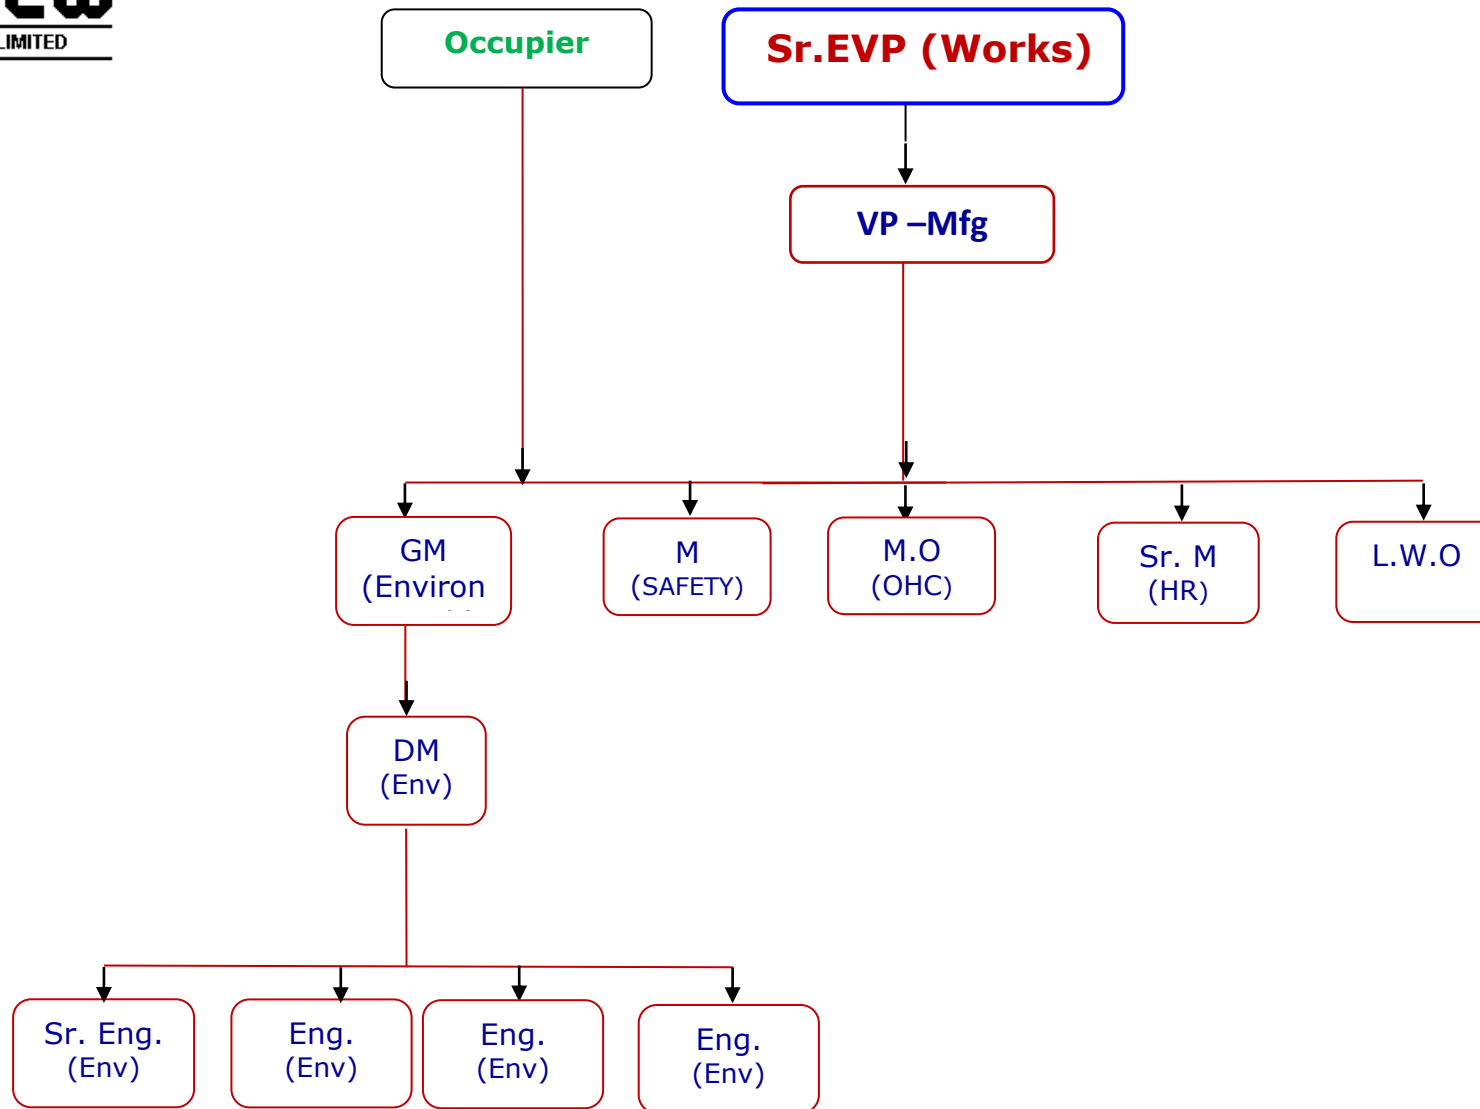 LIMITED
Occupier
Sr.EVP (Works)
VP –Mfg
GM
(Environ
M
(SAFETY)
M.O
(OHC)
Sr. M
(HR)
L.W.O
DM
(Env)
Sr. Eng.
(Env)
Eng.
(Env)
Eng.
(Env)
Eng.
(Env)